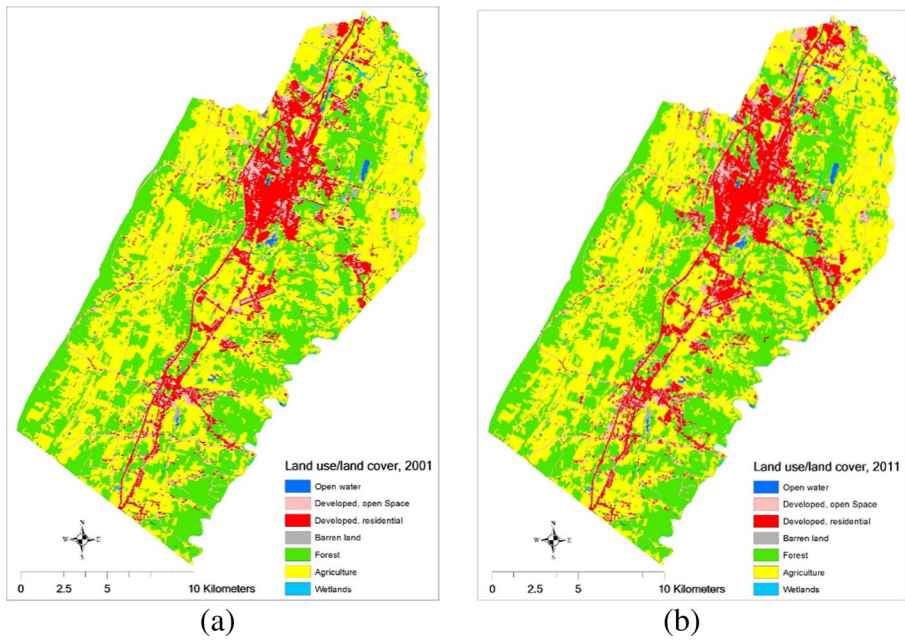 Land use/land cover, 2001
Open water
Developed, open Space
Developed, residential
Barren land
Forest
Agriculture
Wetlands
N
W E
S
0 2.5 5 10 Kilometers
(a)
Land use/land cover, 2011
Open water
Developed, open Space
Developed, residential
Barren land
Forest
Agriculture
Wetlands
N
W E
S
0 2.5 5 10 Kilometers
(b)